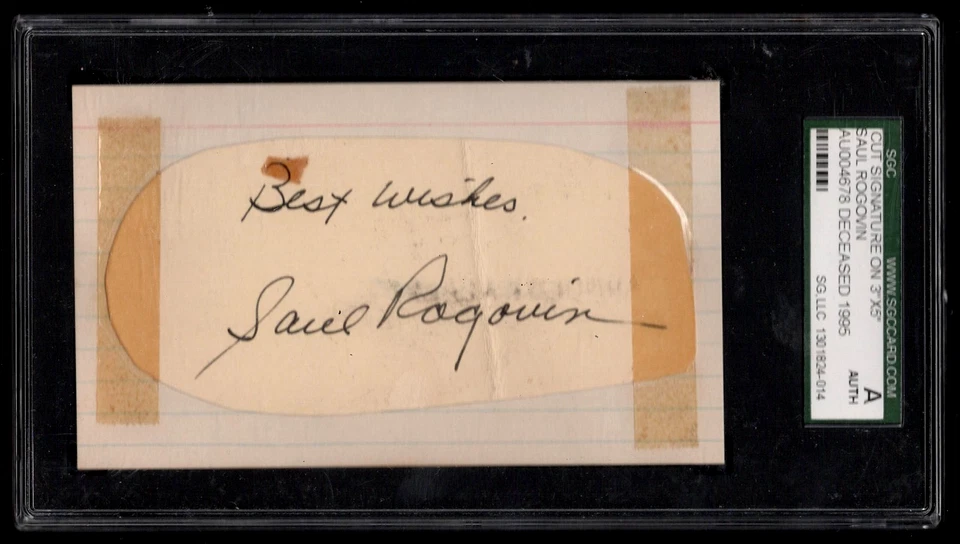 Best Wishes.
Saul Rogovin
SGC WWW.SGCCARD.COM
CUT SIGNATURE ON 3"X5"
SAUL ROGOVIN
AU004678 DECEASED 1995
A
AUTH
SG,LLC 1301824-014